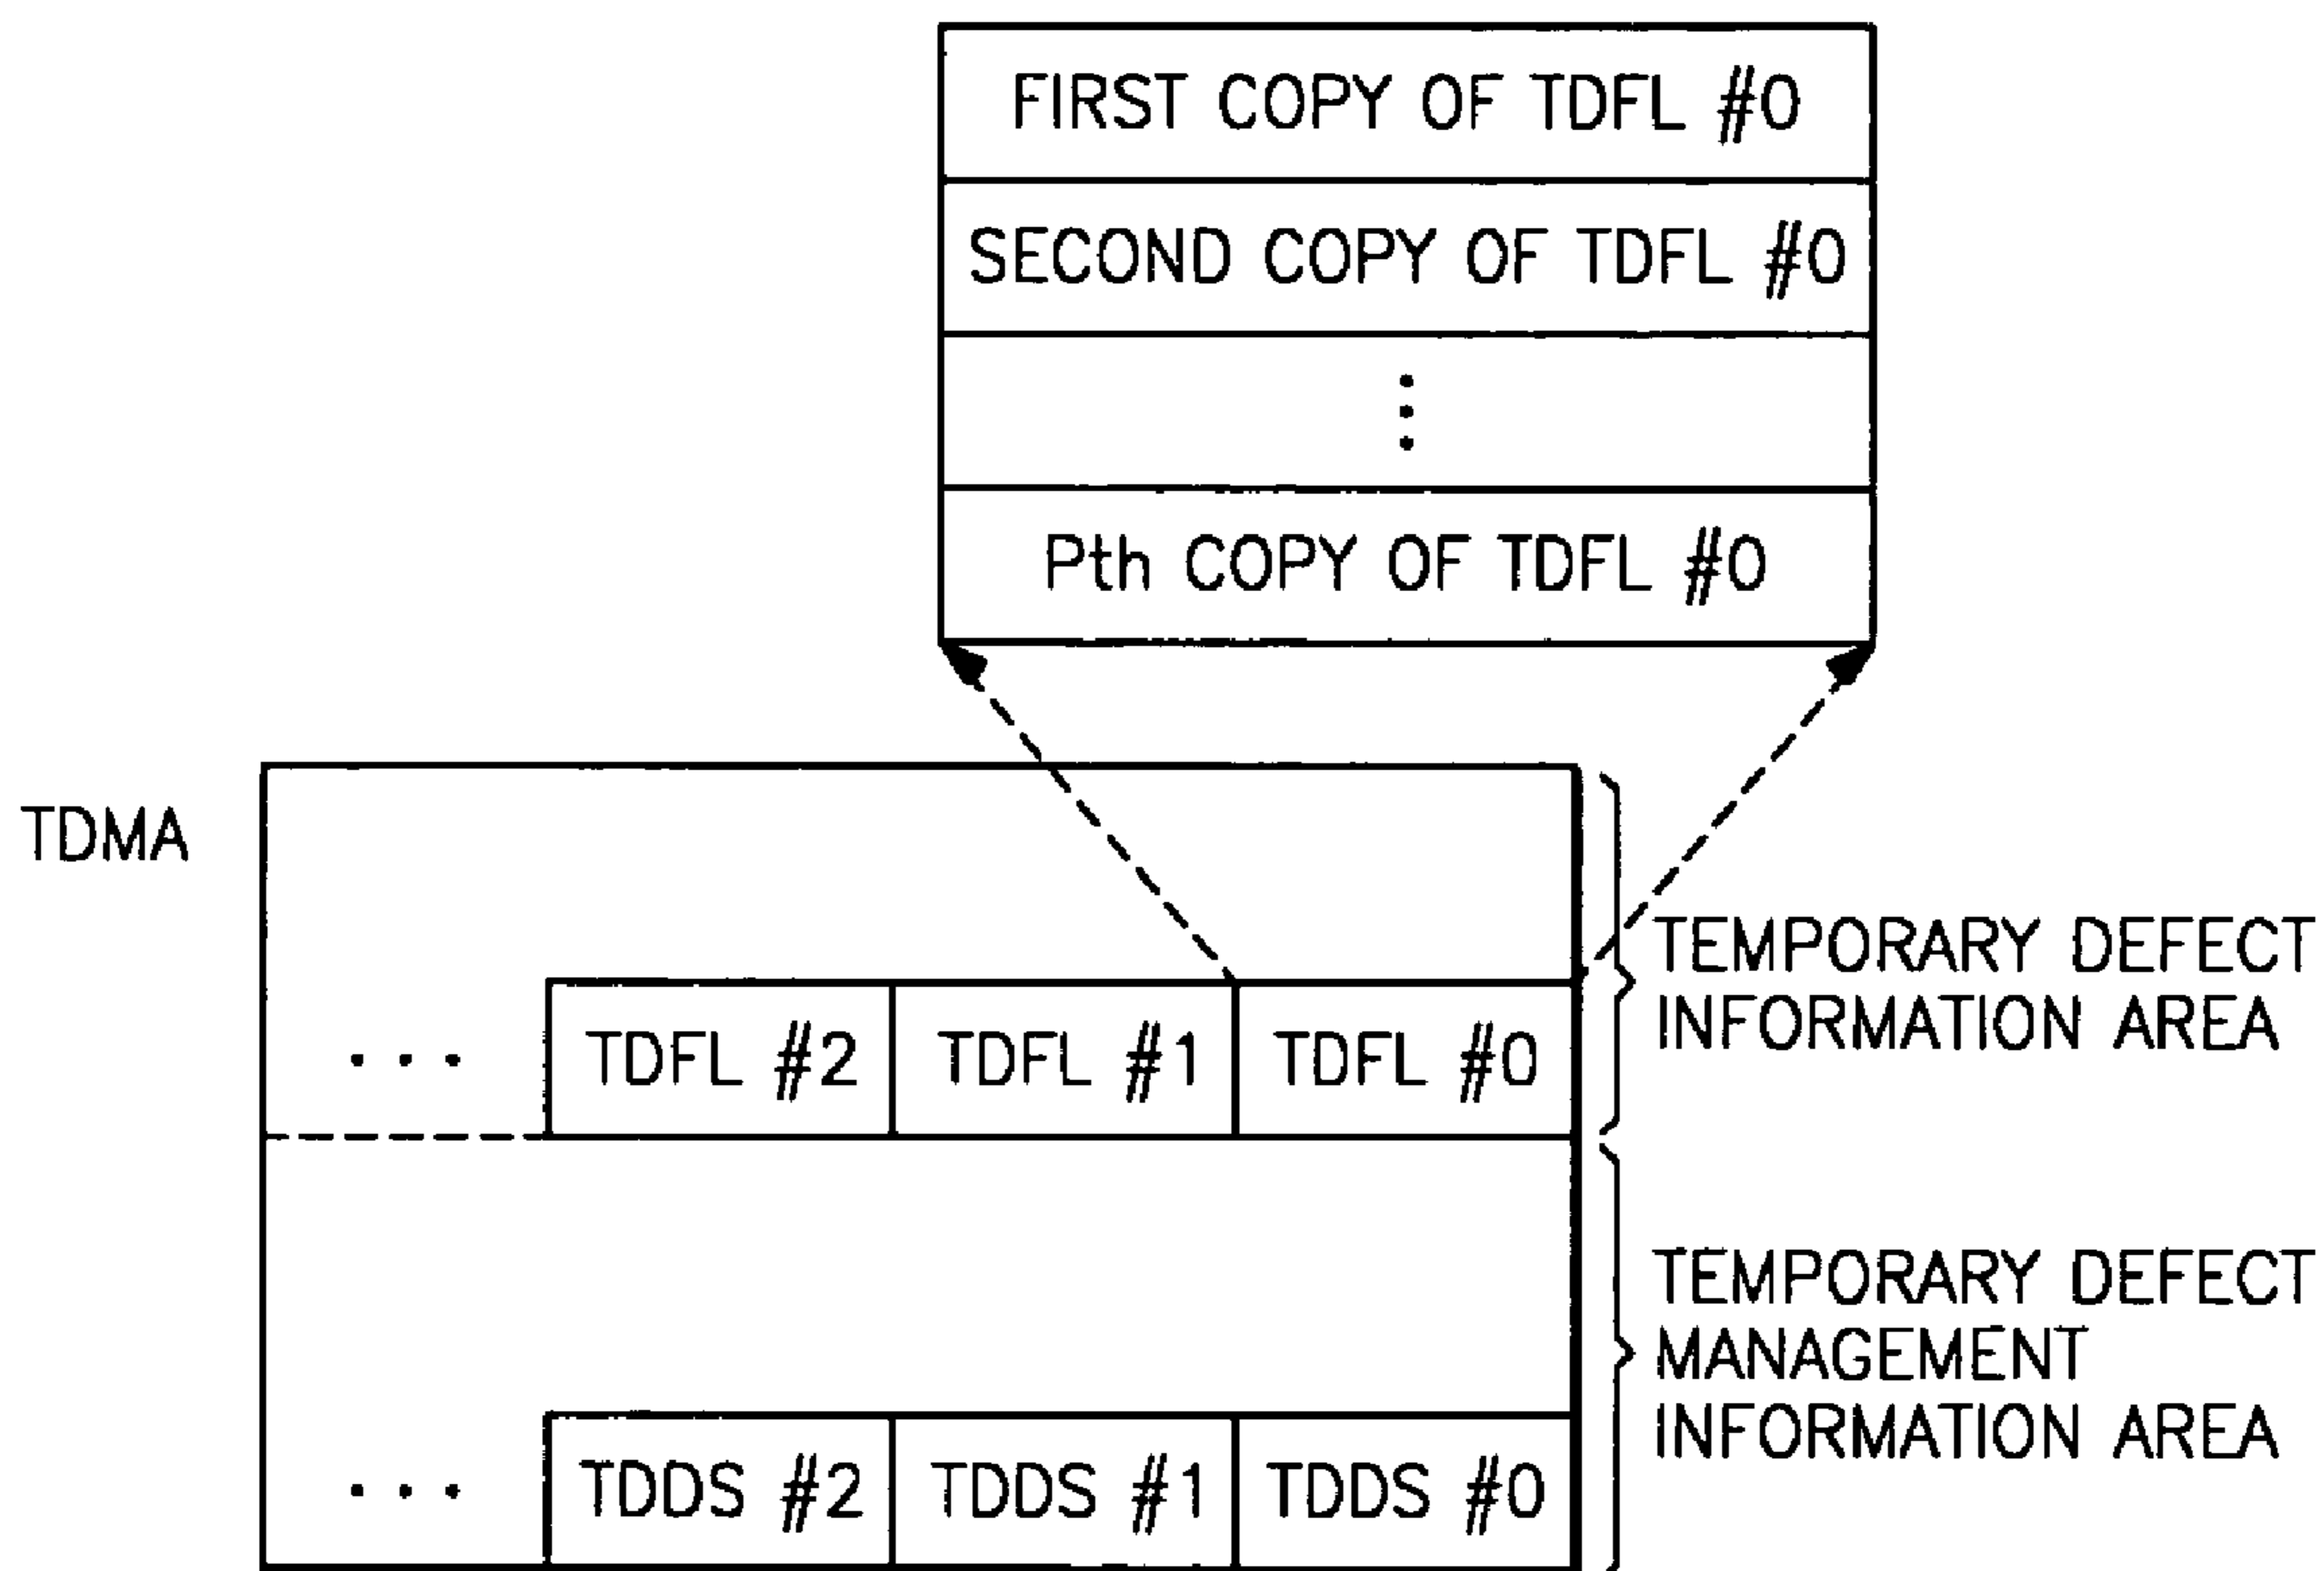 FIRST COPY OF TDFL #0
SECOND COPY OF TDFL #0
Pth COPY OF TDFL #0
TDMA
TEMPORARY DEFECT
INFORMATION AREA
... TDFL #2 TDFL #1 TDFL #0
TEMPORARY DEFECT
MANAGEMENT
INFORMATION AREA
... TDDS #2 TDDS #1 TDDS #0